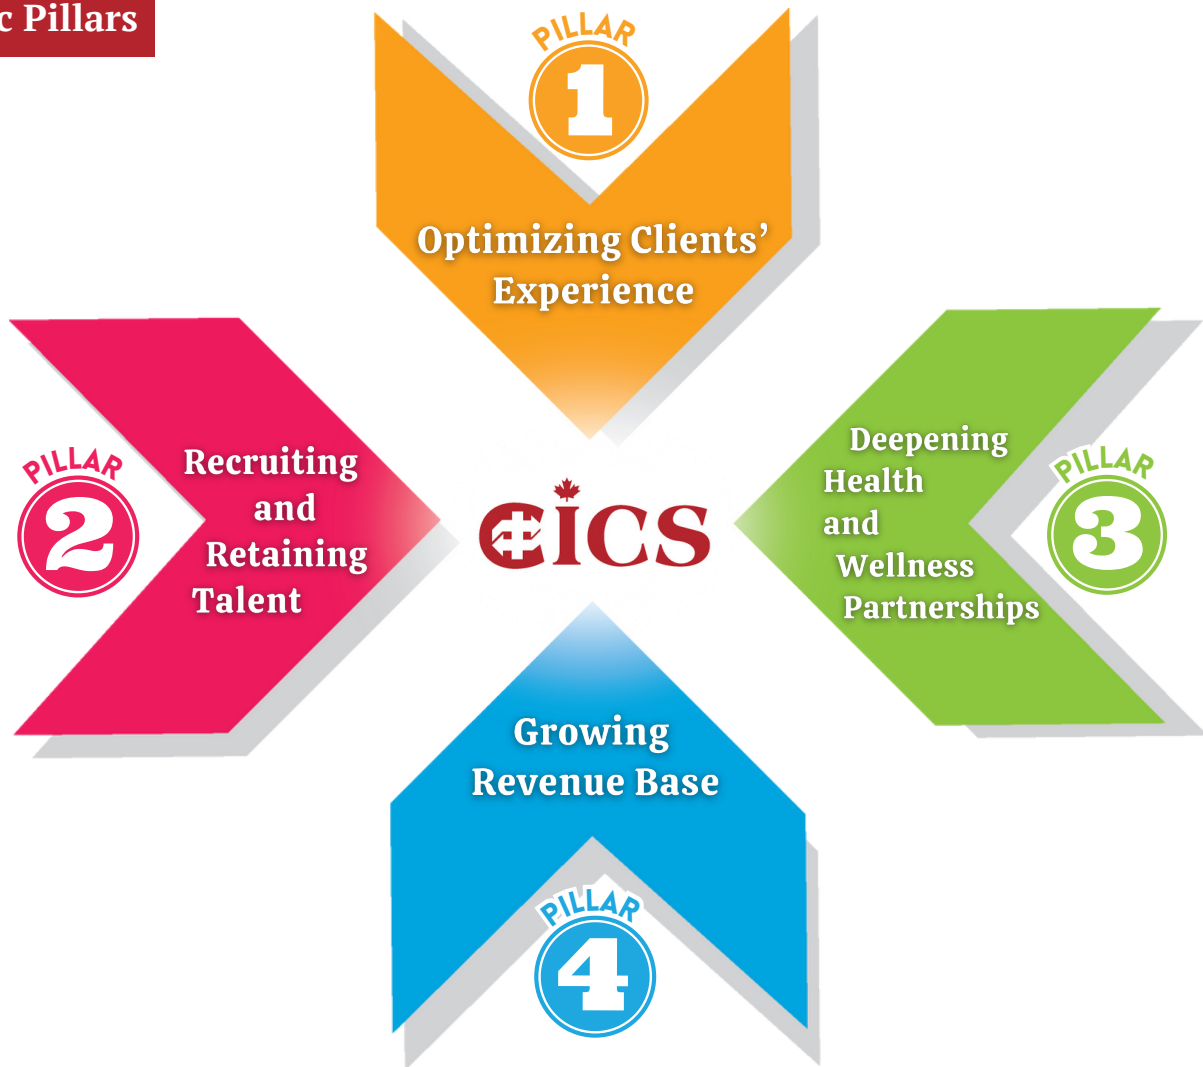 c Pillars
PILLAR
1
Optimizing Clients’
Experience
PILLAR
2
Recruiting
and
Retaining
Talent
CICS
Deepening
Health
and
Wellness
Partnerships
PILLAR
3
Growing
Revenue Base
PILLAR
4